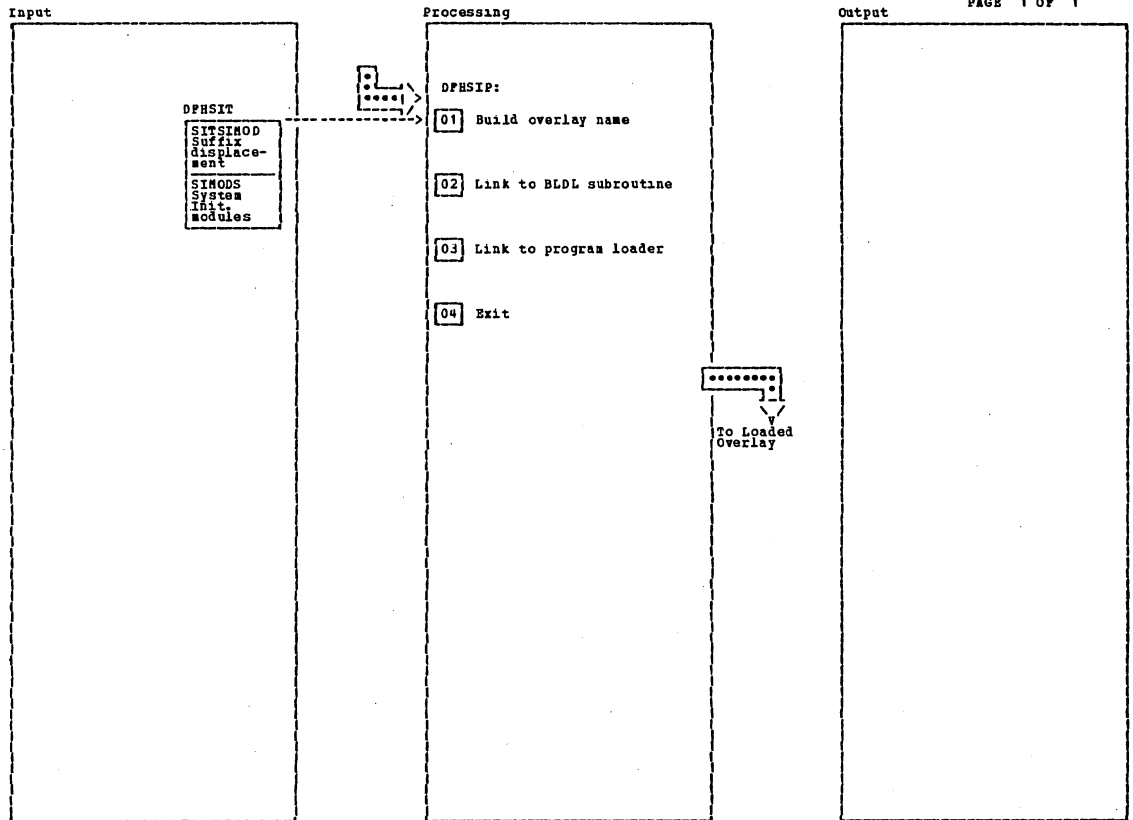 PAGE 1 OF 1
Input
Processing
Output
DFHSIT
SITSIMOD
Suffix
displace-
ment
SIMODS
System
Init.
modules
DFHSIP:
01 Build overlay name
02 Link to BLDL subroutine
03 Link to program loader
04 Exit
To Loaded
Overlay